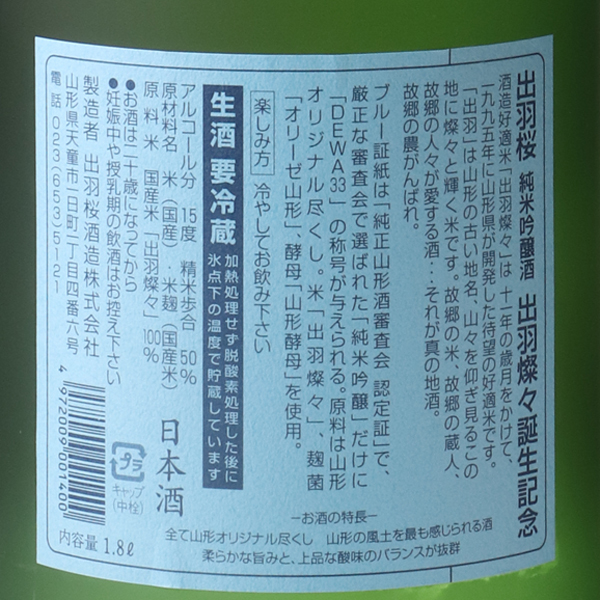 出羽桜 純米吟醸酒 出羽燦々誕生記念
酒造好適米「出羽燦々」は 十一年の歳月をかけて、
一九九五年に山形県が開発した待望の好適米です。
「出羽」は山形の古い地名、山々を仰ぎ見るこの
地に燦々と輝く米です。故郷の米、故郷の蔵人、
故郷の人々が愛する酒…それが真の地酒。
故郷の農がんばれ。
ブルー証紙は「純正山形酒審査会 認定証」で、
厳正な審査会で選ばれた「純米吟醸」だけに
「DEWA33」の称号が与えられる。原料は山形
オリジナル尽くし。米「出羽燦々」、麹菌
「オリーゼ山形」、酵母「山形酵母」を使用。
楽しみ方 冷やしてお飲み下さい
生酒 要冷蔵 加熱処理せず脱酸素処理した後に
氷点下の温度で貯蔵しています
アルコール分 15度 精米歩合 50%
原材料名 米(国産)・米麹(国産米)
原料米 国産米「出羽燦々」100%
●お酒は二十歳になってから
●妊娠中や授乳期の飲酒はお控え下さい
製造者 出羽桜酒造株式会社
山形県天童市一日町一丁目四番六号
電話 023(653)5121
日本酒
4972009001400
プラ
キャップ
(中栓)
内容量 1.8ℓ
―お酒の特長―
全て山形オリジナル尽くし 山形の風土を最も感じられる酒
柔らかな旨みと、上品な酸味のバランスが抜群